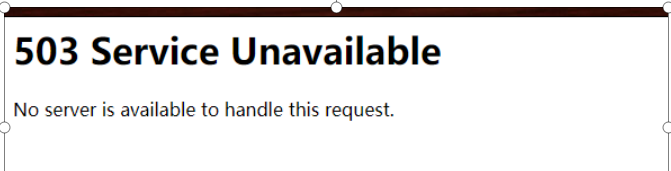 503 Service Unavailable
No server is available to handle this request.